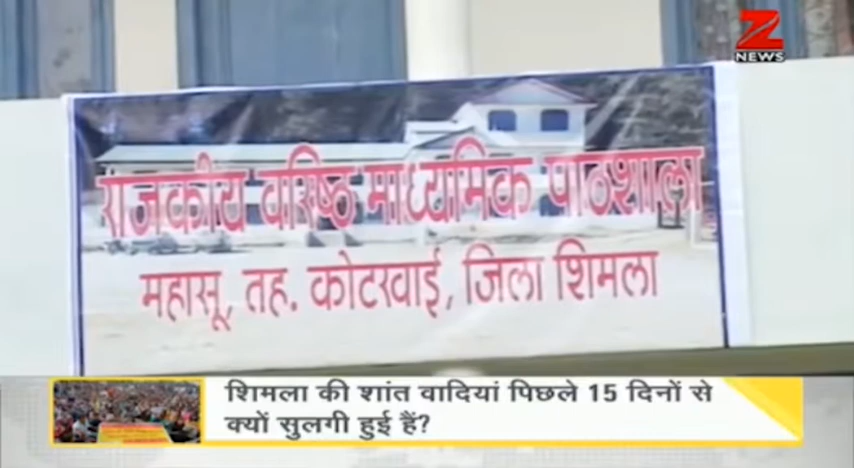 Z
NEWS
राजकीय वरिष्ठ माध्यमिक पाठशाला
महासू, तह. कोटखाई, जिला शिमला
शिमला की शांत वादियां पिछले 15 दिनों से
क्यों सुलगी हुई हैं?